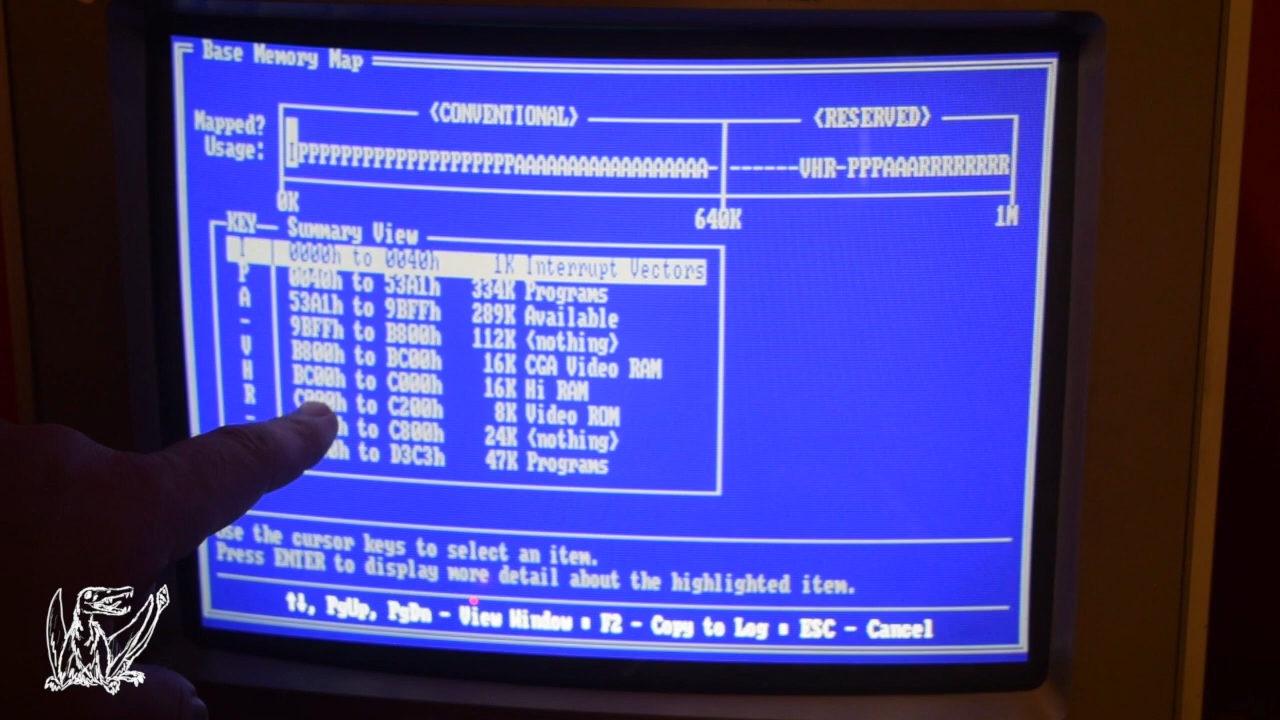 Base Memory Map
<CONVENTIONAL> <RESERVED>
Mapped?
Usage: IPPPPPPPPPPPPPPPPPPPPAAAAAAAAAAAAAAAAAA- ------VHR-PPPAAARRRRRRRR
0K 640K 1M
KEY Summary View
I 0000h to 0040h 1K Interrupt Vectors
P 0040h to 53A1h 334K Programs
A 53A1h to 9BFFh 289K Available
- 9BFFh to B800h 112K <nothing>
V B800h to BC00h 16K CGA Video RAM
H BC00h to C000h 16K Hi RAM
R C000h to C200h 8K Video ROM
- to C800h 24K <nothing>
to D3C3h 47K Programs
Use the cursor keys to select an item.
Press ENTER to display more detail about the highlighted item.
↑↓, PgUp, PgDn - View Window ▪ F2 - Copy to Log ▪ ESC - Cancel